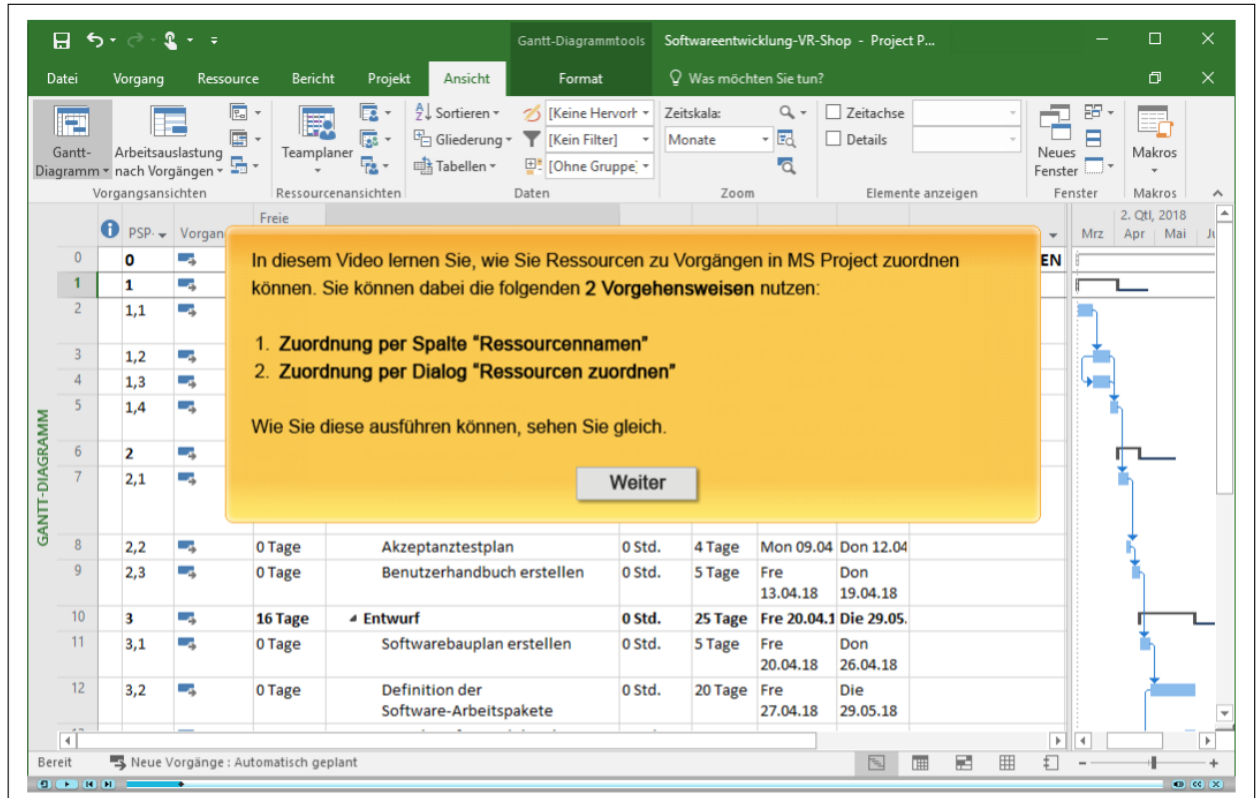 Gantt-Diagrammtools Softwareentwicklung-VR-Shop - Project P...
Datei Vorgang Ressource Bericht Projekt Ansicht Format Was möchten Sie tun?
Sortieren [Keine Hervorh Zeitskala: Zeitachse
Gliederung [Kein Filter] Monate Details
Tabellen [Ohne Gruppe]
Gantt-Diagramm
Arbeitsauslastung nach Vorgängen
Teamplaner
Neues Fenster
Makros
Vorgangsansichten Ressourcenansichten Daten Zoom Elemente anzeigen Fenster Makros
Freie
PSP- Vorgan
2. Qtl, 2018
Mrz Apr Mai
In diesem Video lernen Sie, wie Sie Ressourcen zu Vorgängen in MS Project zuordnen
können. Sie können dabei die folgenden 2 Vorgehensweisen nutzen:
1. Zuordnung per Spalte "Ressourcennamen"
2. Zuordnung per Dialog "Ressourcen zuordnen"
Wie Sie diese ausführen können, sehen Sie gleich.
Weiter
0 0 EN
1 1
2 1,1
3 1,2
4 1,3
5 1,4
6 2
7 2,1
8 2,2 0 Tage Akzeptanztestplan 0 Std. 4 Tage Mon 09.04 Don 12.04
9 2,3 0 Tage Benutzerhandbuch erstellen 0 Std. 5 Tage Fre Don
13.04.18 19.04.18
10 3 16 Tage Entwurf 0 Std. 25 Tage Fre 20.04.1 Die 29.05.
11 3,1 0 Tage Softwarebauplan erstellen 0 Std. 5 Tage Fre Don
20.04.18 26.04.18
12 3,2 0 Tage Definition der 0 Std. 20 Tage Fre Die
Software-Arbeitspakete 27.04.18 29.05.18
GANTT-DIAGRAMM
Bereit Neue Vorgänge : Automatisch geplant